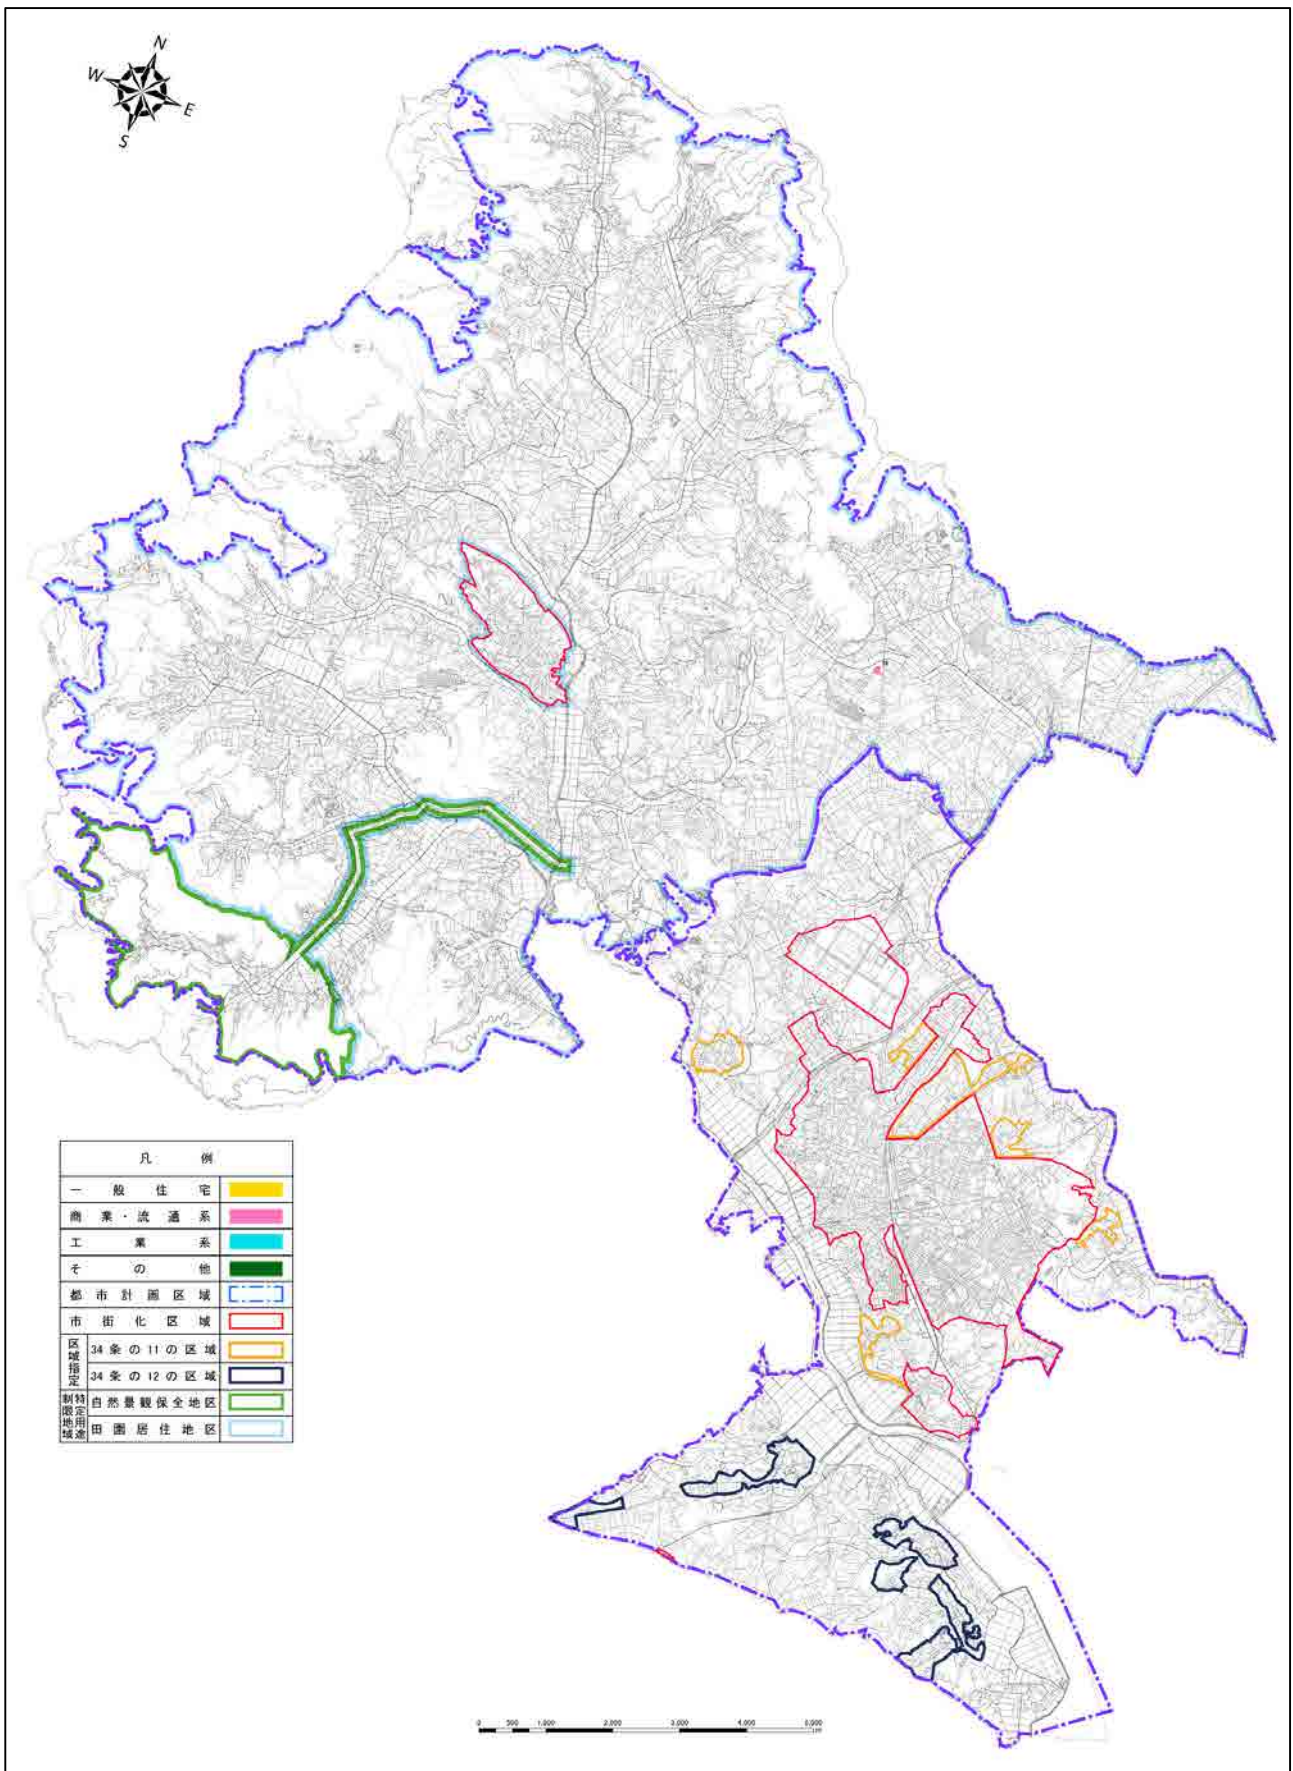 N
W
E
S
凡例
一般住宅
商業・流通系
工業系
その他
都市計画区域
市街化区域
区域指定
34条の11の区域
34条の12の区域
特定用途制限地域
自然景観保全地区
田園居住地区
0 500 1,000 2,000 3,000 4,000 5,000